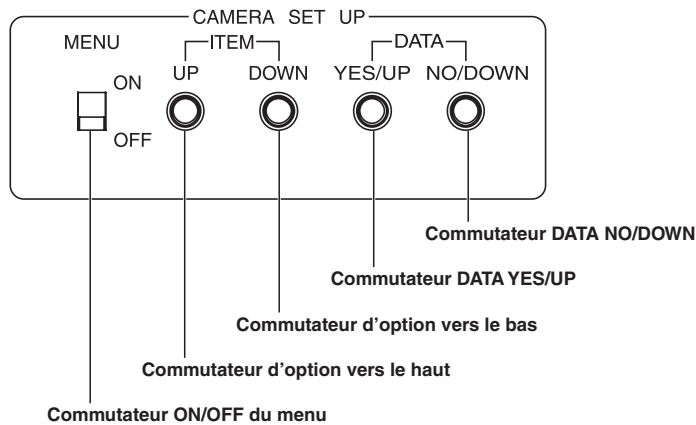 CAMERA SET UP
MENU
ITEM
DATA
UP
DOWN
YES/UP
NO/DOWN
ON
OFF
Commutateur DATA NO/DOWN
Commutateur DATA YES/UP
Commutateur d'option vers le bas
Commutateur d'option vers le haut
Commutateur ON/OFF du menu